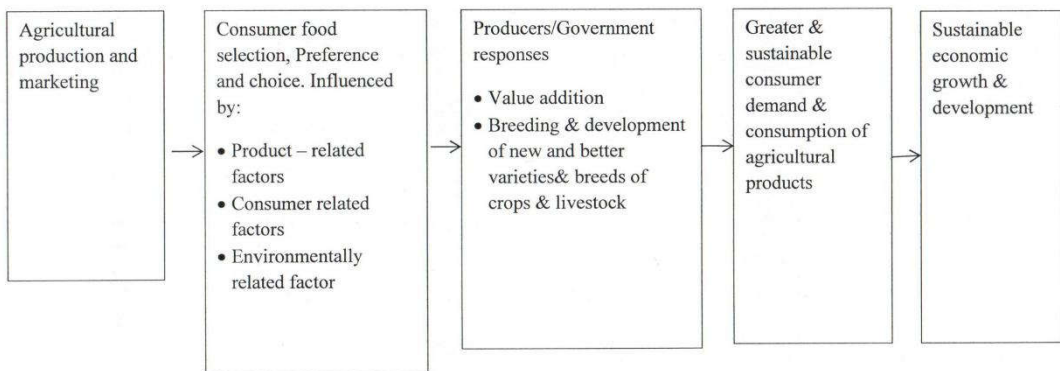 Agricultural
production and
marketing
Consumer food
selection, Preference
and choice. Influenced
by:
• Product – related
factors
• Consumer related
factors
• Environmentally
related factor
Producers/Government
responses
• Value addition
• Breeding & development
of new and better
varieties& breeds of
crops & livestock
Greater &
sustainable
consumer
demand &
consumption of
agricultural
products
Sustainable
economic
growth &
development